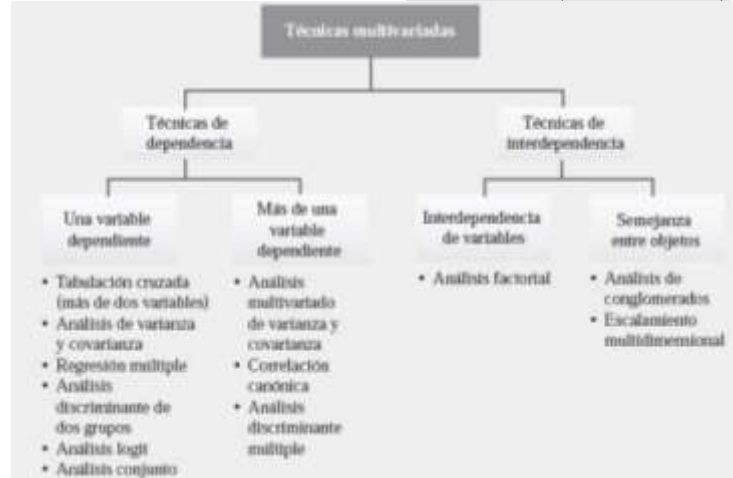 Técnicas multivariadas
Técnicas de
dependencia
Técnicas de
interdependencia
Una variable
dependiente
Más de una
variable
dependiente
Interdependencia
de variables
Semejanza
entre objetos
• Tabulación cruzada
(más de dos variables)
• Análisis de varianza
y covarianza
• Regresión múltiple
• Análisis
discriminante de
dos grupos
• Análisis logit
• Análisis conjunto
• Análisis
multivariado
de varianza y
covarianza
• Correlación
canónica
• Análisis
discriminante
múltiple
• Análisis factorial
• Análisis de
conglomerados
• Escalamiento
multidimensional